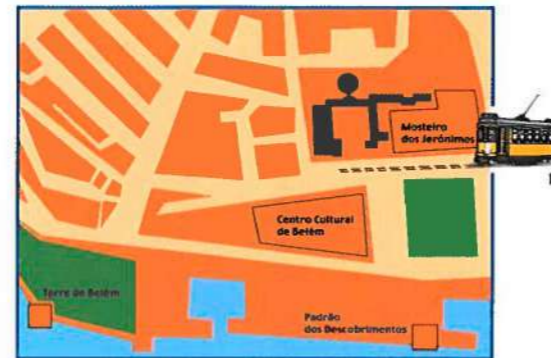 Mosteiro
dos Jerónimos
Centro Cultural
de Belém
Torre de Belém
Padrão
dos Descobrimentos